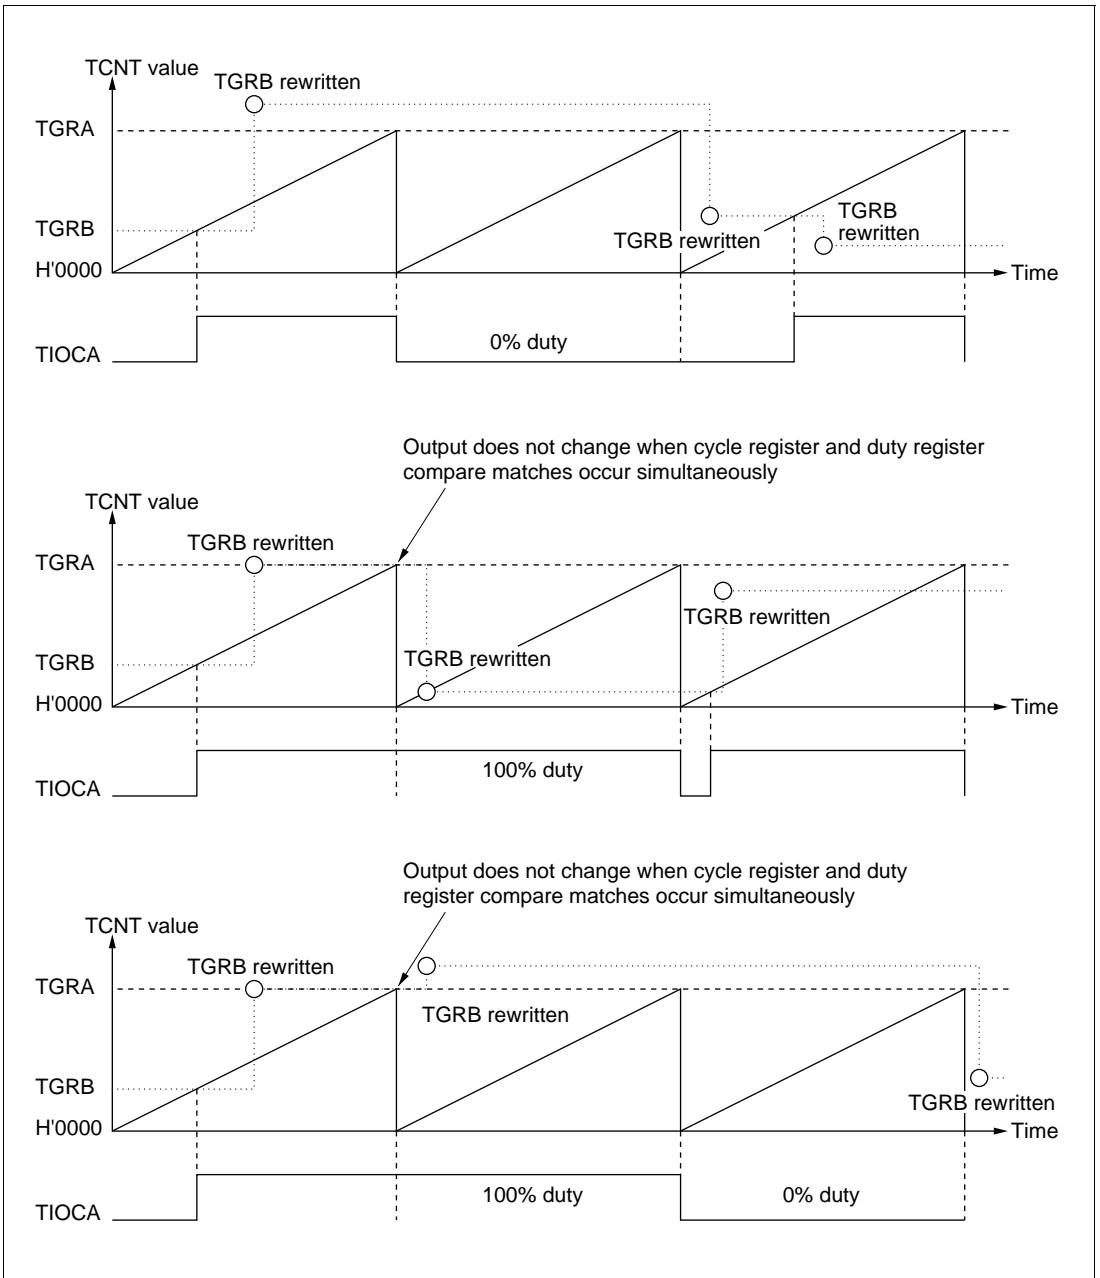 TCNT value
TGRB rewritten
TGRA
TGRB
TGRB
rewritten
TGRB rewritten
H'0000
Time
0% duty
TIOCA
Output does not change when cycle register and duty register
compare matches occur simultaneously
TCNT value
TGRB rewritten
TGRA
TGRB rewritten
TGRB
TGRB rewritten
H'0000
Time
100% duty
TIOCA
Output does not change when cycle register and duty
register compare matches occur simultaneously
TCNT value
TGRB rewritten
TGRA
TGRB rewritten
TGRB
TGRB rewritten
H'0000
Time
100% duty
0% duty
TIOCA